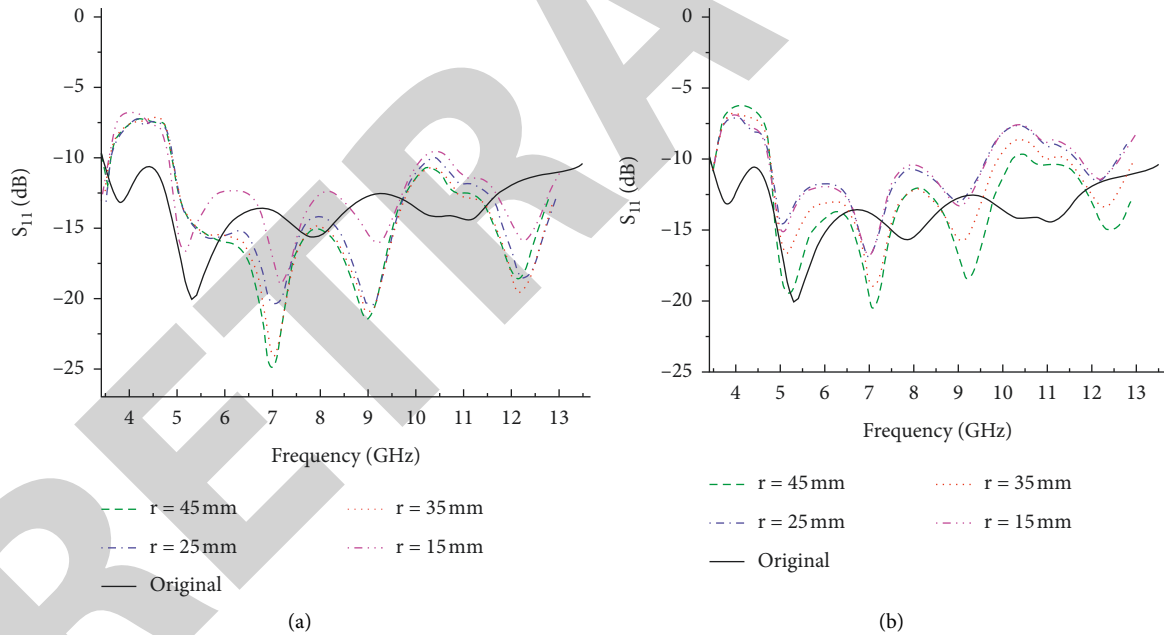 0
−5
−10
−15
−20
−25
S11 (dB)
4 5 6 7 8 9 10 11 12 13
Frequency (GHz)
r = 45 mm r = 35 mm
r = 25 mm r = 15 mm
Original
(a)
0
−5
−10
−15
−20
−25
S11 (dB)
4 5 6 7 8 9 10 11 12 13
Frequency (GHz)
r = 45 mm r = 35 mm
r = 25 mm r = 15 mm
Original
(b)
RETRA